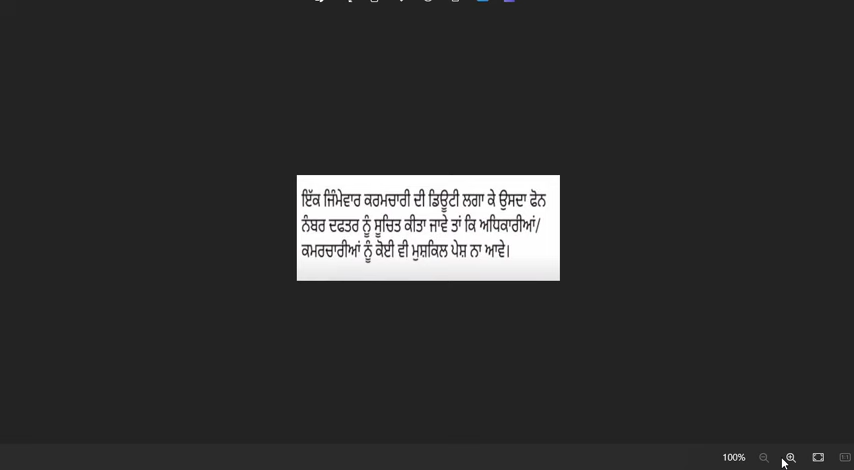 ਇੱਕ ਜਿੰਮੇਵਾਰ ਕਰਮਚਾਰੀ ਦੀ ਡਿਊਟੀ ਲਗਾ ਕੇ ਉਸਦਾ ਫੋਨ
ਨੰਬਰ ਦਫਤਰ ਨੂੰ ਸੂਚਿਤ ਕੀਤਾ ਜਾਵੇ ਤਾਂ ਕਿ ਅਧਿਕਾਰੀਆਂ/
ਕਮਰਚਾਰੀਆਂ ਨੂੰ ਕੋਈ ਵੀ ਮੁਸ਼ਕਿਲ ਪੇਸ਼ ਨਾ ਆਵੇ।
100%